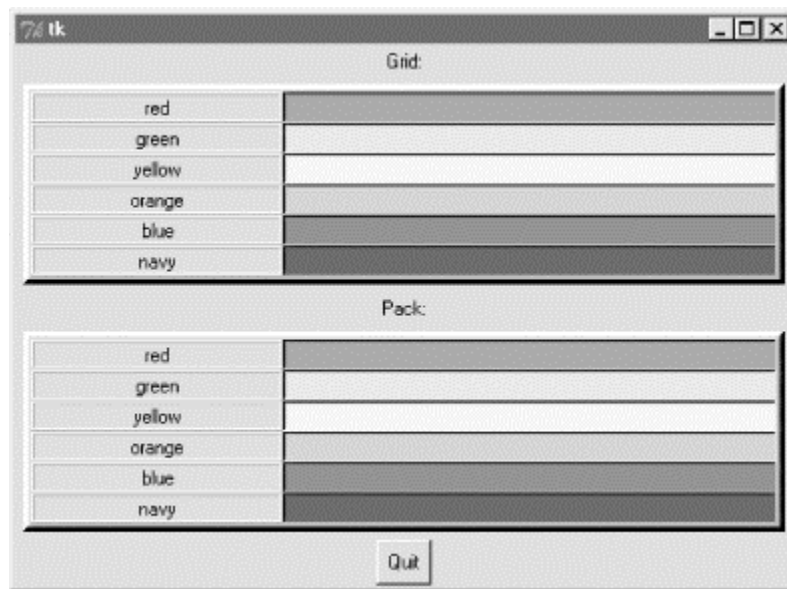 tk
Grid:
red
green
yellow
orange
blue
navy
Pack:
red
green
yellow
orange
blue
navy
Quit